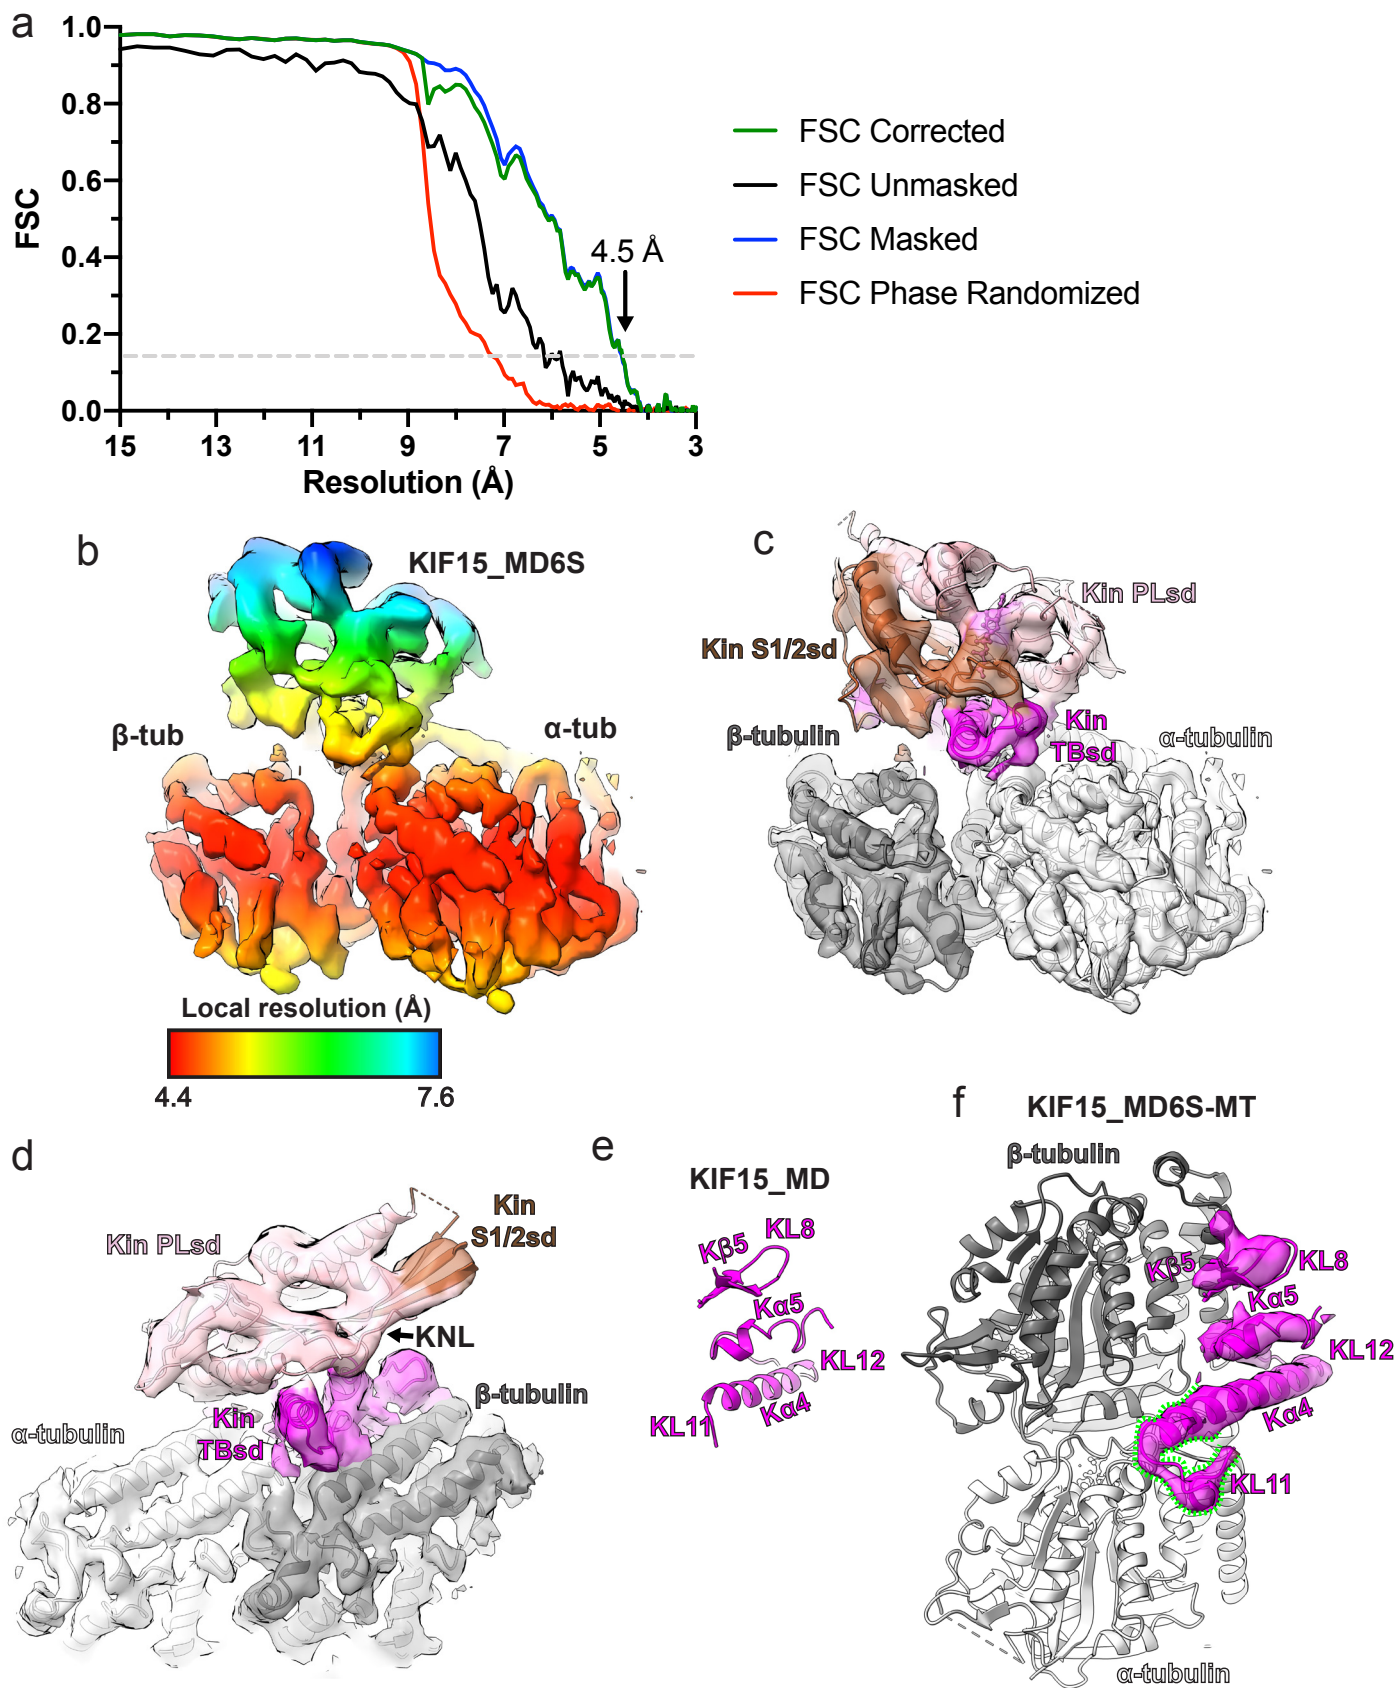 a
1.0
0.8
0.6
0.4
0.2
0.0
FSC
15
13
11
9
7
5
3
Resolution (Å)
4.5 Å
FSC Corrected
FSC Unmasked
FSC Masked
FSC Phase Randomized
b
KIF15_MD6S
β-tub
α-tub
Local resolution (Å)
4.4
7.6
c
Kin PLsd
Kin S1/2sd
Kin
TBsd
β-tubulin
α-tubulin
d
Kin PLsd
Kin
S1/2sd
KNL
Kin
TBsd
β-tubulin
α-tubulin
e
KIF15_MD
Kβ5
KL8
Kα5
KL12
Kα4
KL11
f
KIF15_MD6S-MT
β-tubulin
Kβ5
KL8
Kα5
KL12
Kα4
KL11
α-tubulin